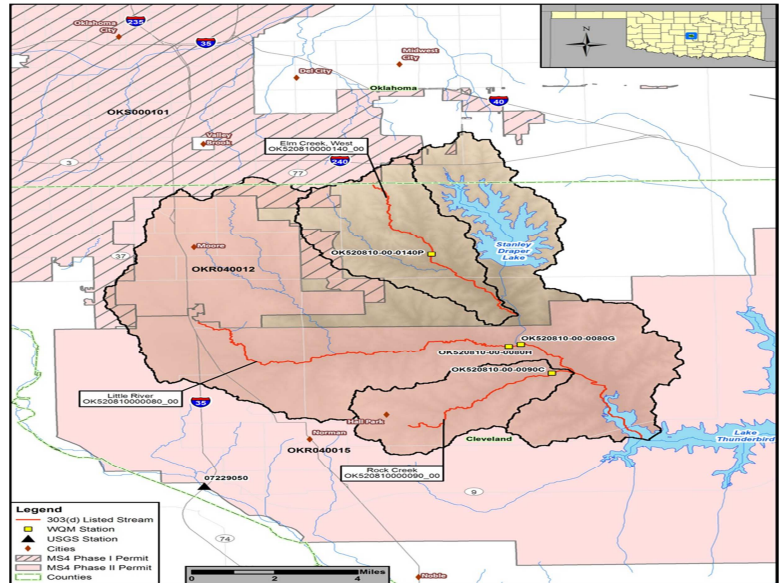 Oklahoma
City
235
35
Midwest
City
Del City
Oklahoma
40
OKS000101
Valley
Brook
Elm Creek, West
OK520810000140_00
3
240
77
N
Stanley
Draper
Lake
Moore
OK520810-00-0140P
37
OKR040012
OK520810-00-0080G
OK520810-00-0080H
OK520810-00-0090C
Little River
OK520810000080_00
35
Hall Park
Norman
Cleveland
Lake
Thunderbird
OKR040015
Rock Creek
OK520810000090_00
07229050
9
74
Noble
Legend
303(d) Listed Stream
WQM Station
USGS Station
Cities
MS4 Phase I Permit
MS4 Phase II Permit
Counties
Miles
0 2 4